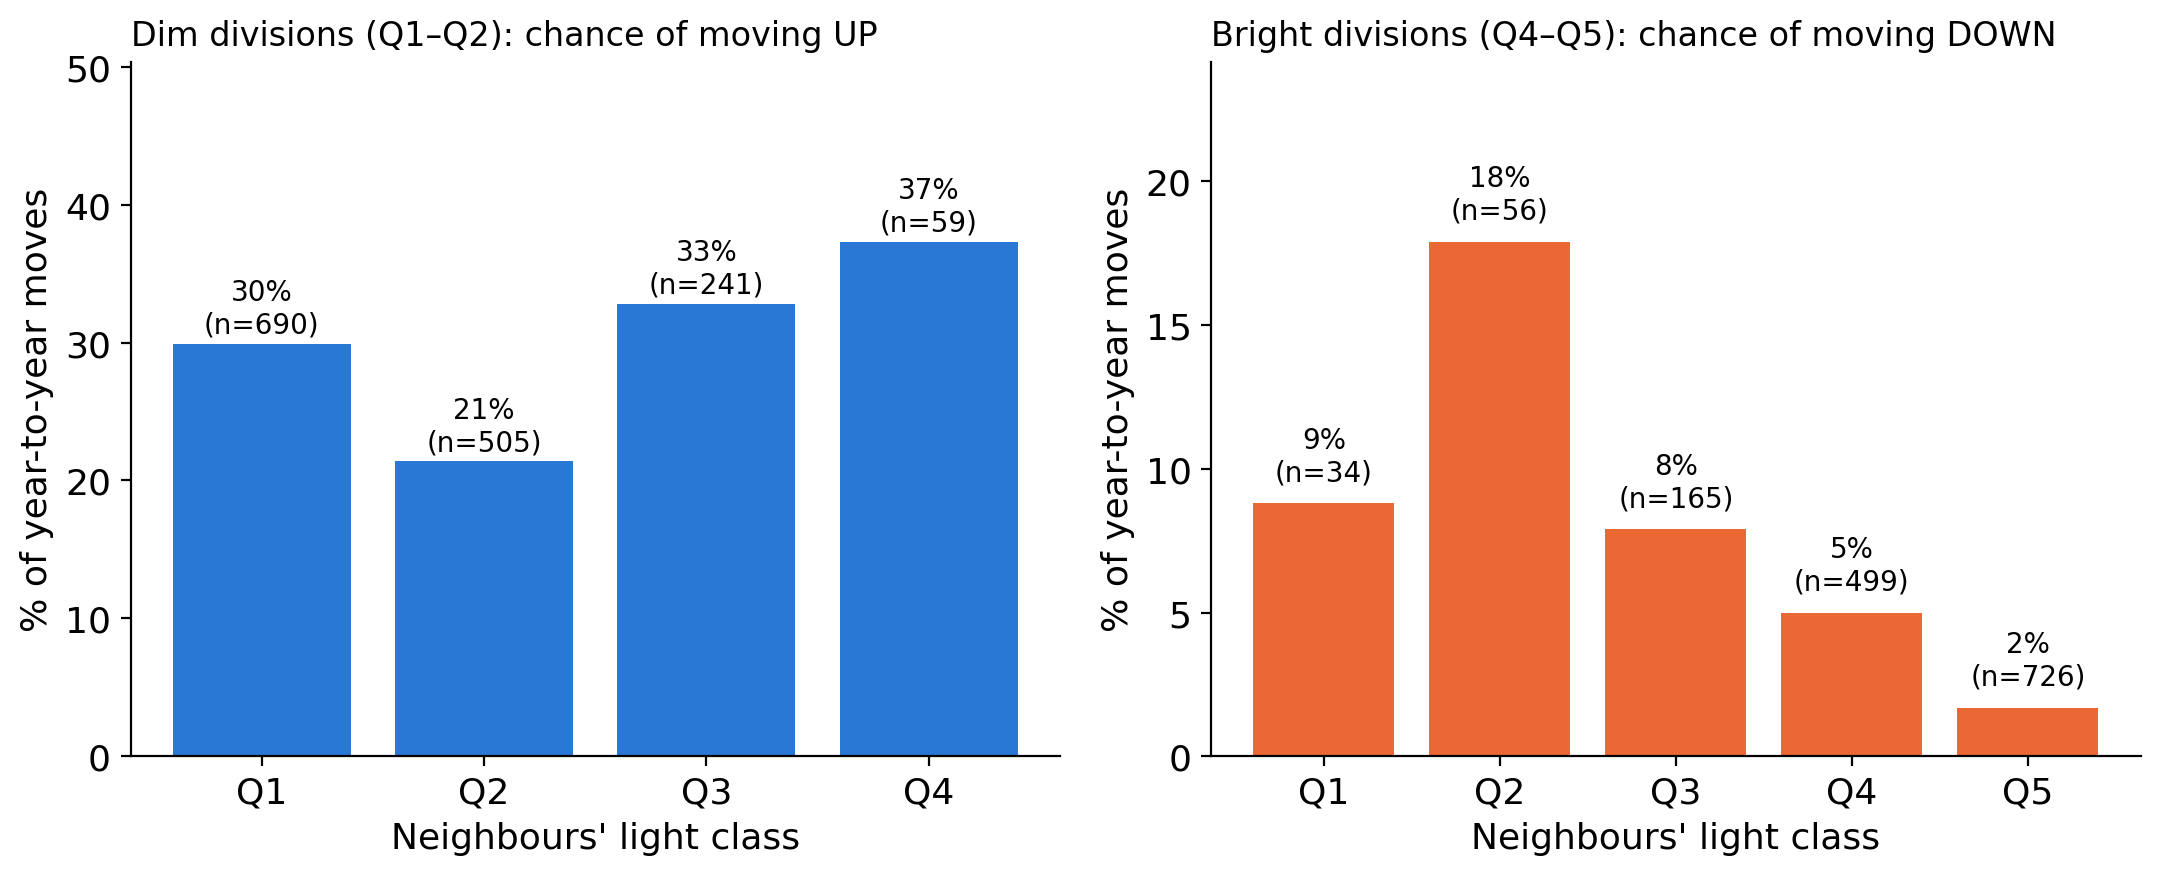 Dim divisions (Q1–Q2): chance of moving UP
% of year-to-year moves
50
40
30
20
10
0
30%
(n=690)
21%
(n=505)
33%
(n=241)
37%
(n=59)
Q1
Q2
Q3
Q4
Neighbours' light class
Bright divisions (Q4–Q5): chance of moving DOWN
% of year-to-year moves
20
15
10
5
0
9%
(n=34)
18%
(n=56)
8%
(n=165)
5%
(n=499)
2%
(n=726)
Q1
Q2
Q3
Q4
Q5
Neighbours' light class